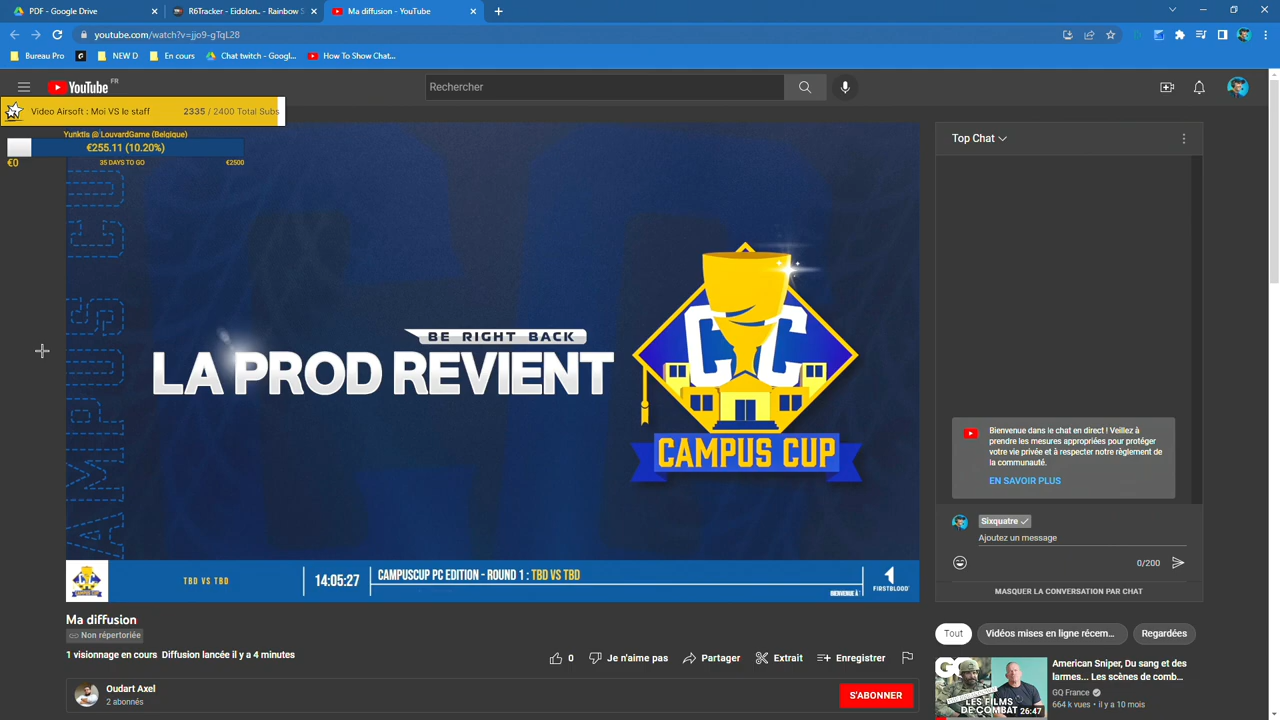 PDF - Google Drive
R6Tracker - Eidolon.. - Rainbow S
Ma diffusion - YouTube
youtube.com/watch?v=jjo9-gTqL28
Bureau Pro
NEW D
En cours
Chat twitch - Googl...
How To Show Chat...
YouTube FR
Rechercher
Video Airsoft : Moi VS le staff 2335 / 2400 Total Subs
Yunktis @ LouvardGame (Belgique)
€255.11 (10.20%)
€0 35 DAYS TO GO €2500
Top Chat
BE RIGHT BACK
LA PROD REVIENT
CC
CAMPUS CUP
Bienvenue dans le chat en direct ! Veillez à
prendre les mesures appropriées pour protéger
votre vie privée et à respecter notre règlement de
la communauté.
EN SAVOIR PLUS
Sixquatre
Ajoutez un message
0/200
MASQUER LA CONVERSATION PAR CHAT
TBD VS TBD
14:05:27
CAMPUSCUP PC EDITION - ROUND 1 : TBD VS TBD
BIENVENUE À
FIRSTBLOOD
Ma diffusion
Non répertoriée
1 visionnage en cours Diffusion lancée il y a 4 minutes
0
Je n'aime pas
Partager
Extrait
Enregistrer
Oudart Axel
2 abonnés
S'ABONNER
Tout
Vidéos mises en ligne récem...
Regardées
American Sniper, Du sang et des
larmes... Les scènes de comb...
GQ France
664 k vues • il y a 10 mois
GQ
LES FILMS
DE COMBAT
26:47